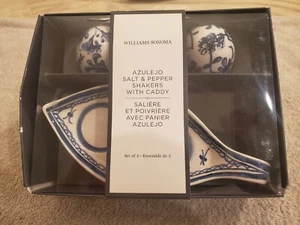 WILLIAMS SONOMA
AZULEJO
SALT & PEPPER
SHAKERS
WITH CADDY
SALIÈRE
ET POIVRIÈRE
AVEC PANIER
AZULEJO
Set of 3 • Ensemble de 3